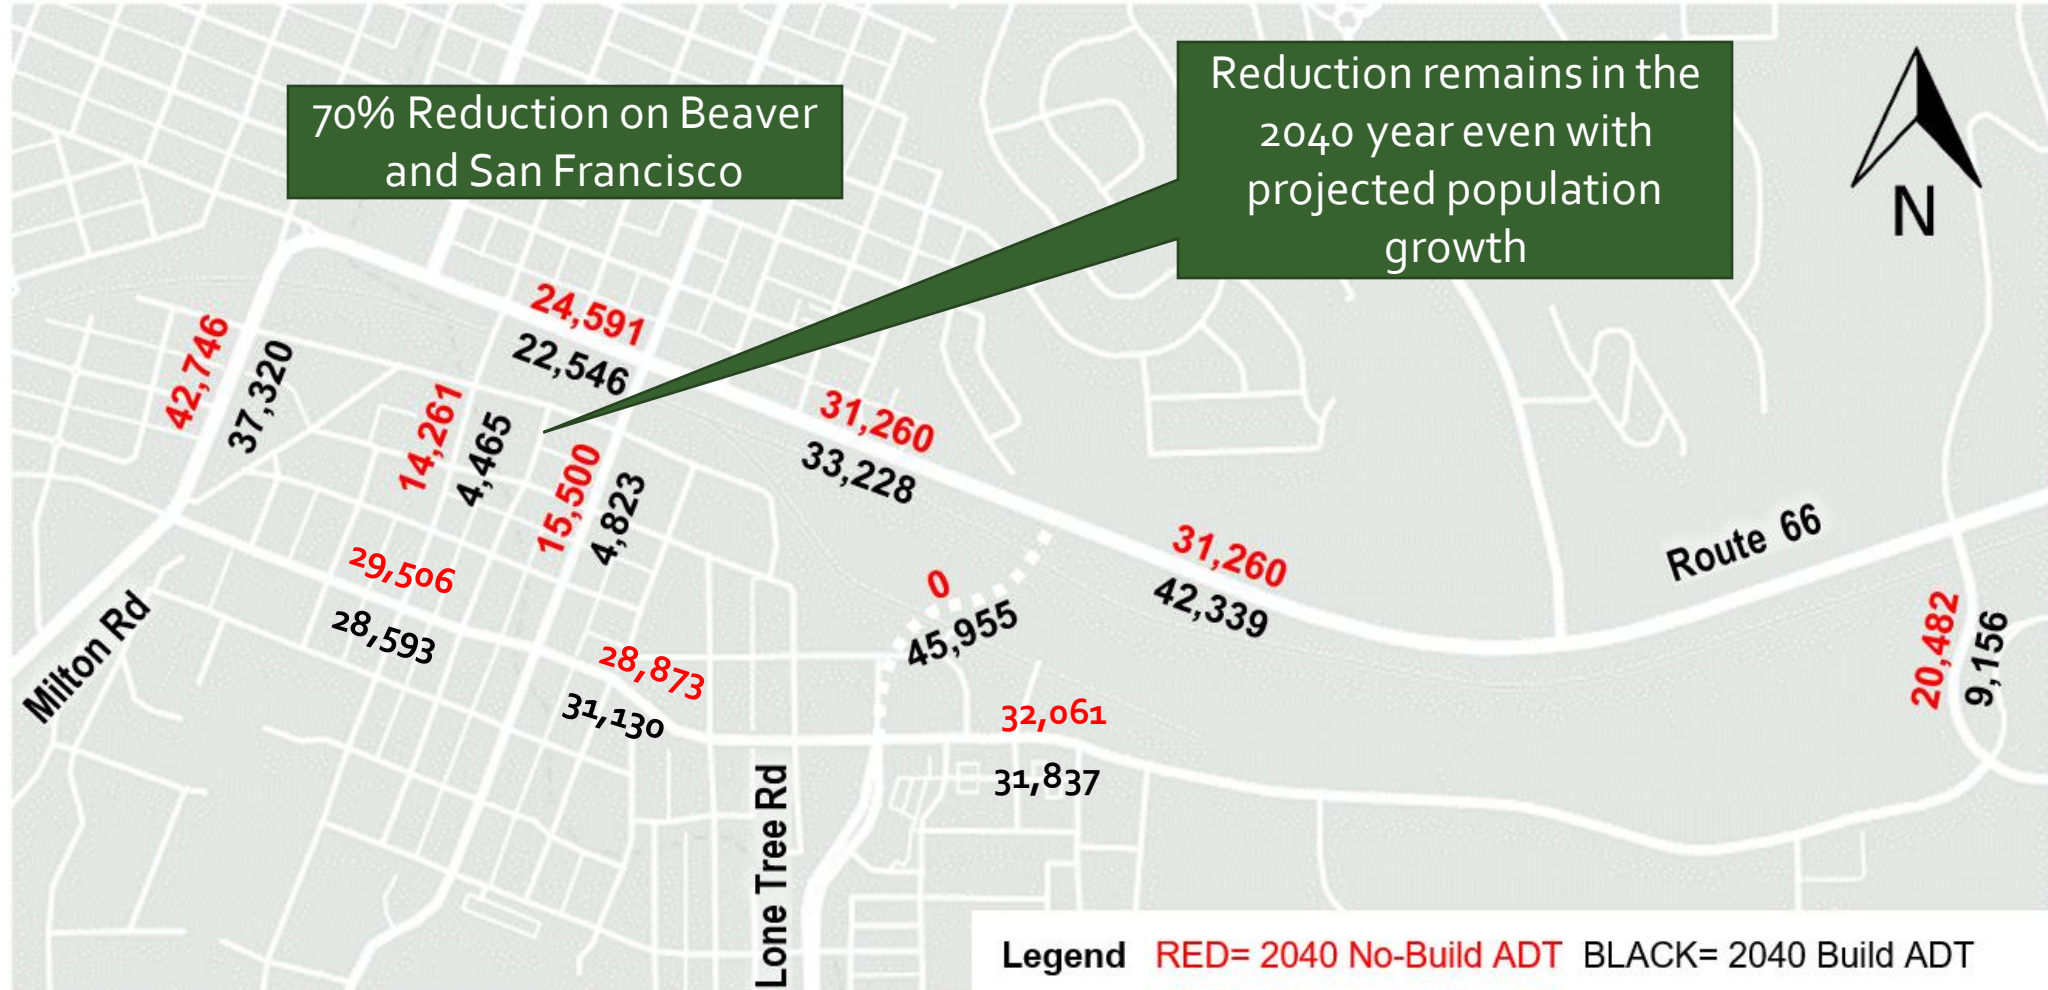 70% Reduction on Beaver
and San Francisco
Reduction remains in the
2040 year even with
projected population
growth
N
24,591
22,546
42,746
37,320
14,261
4,465
15,500
4,823
31,260
33,228
31,260
42,339
Route 66
29,506
28,593
0
45,955
20,482
9,156
Milton Rd
28,873
31,130
32,061
31,837
Lone Tree Rd
Legend RED= 2040 No-Build ADT BLACK= 2040 Build ADT